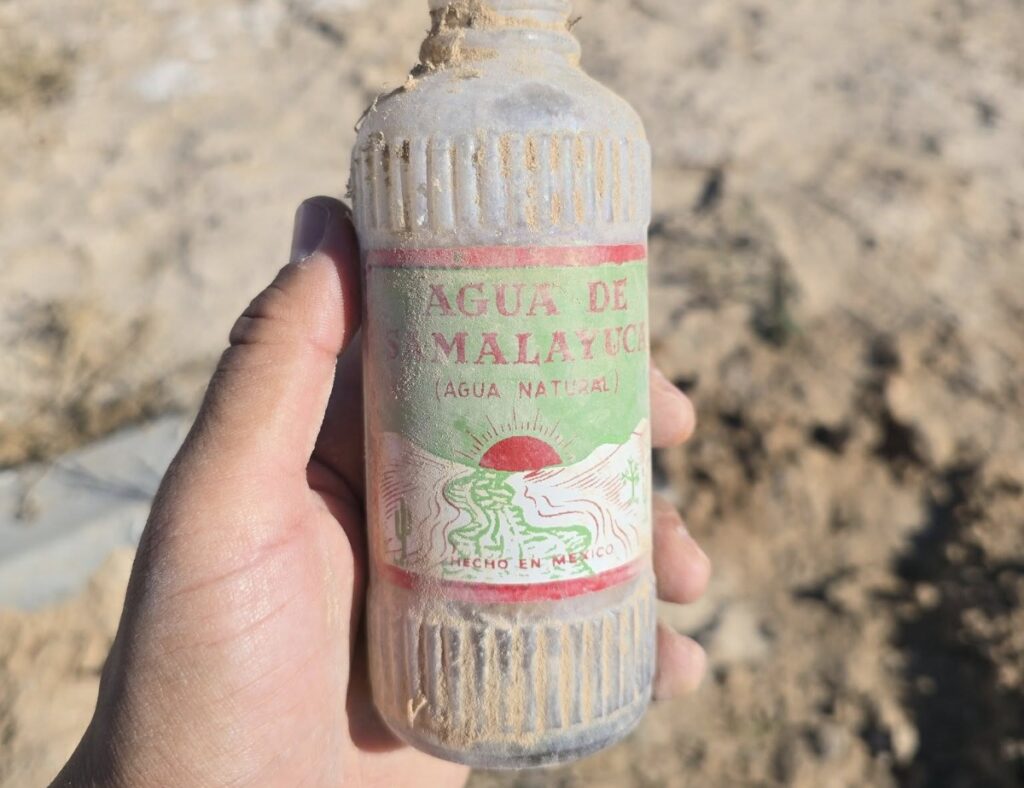 AGUA DE
SAMALAYUCA
(AGUA NATURAL)
HECHO EN MEXICO